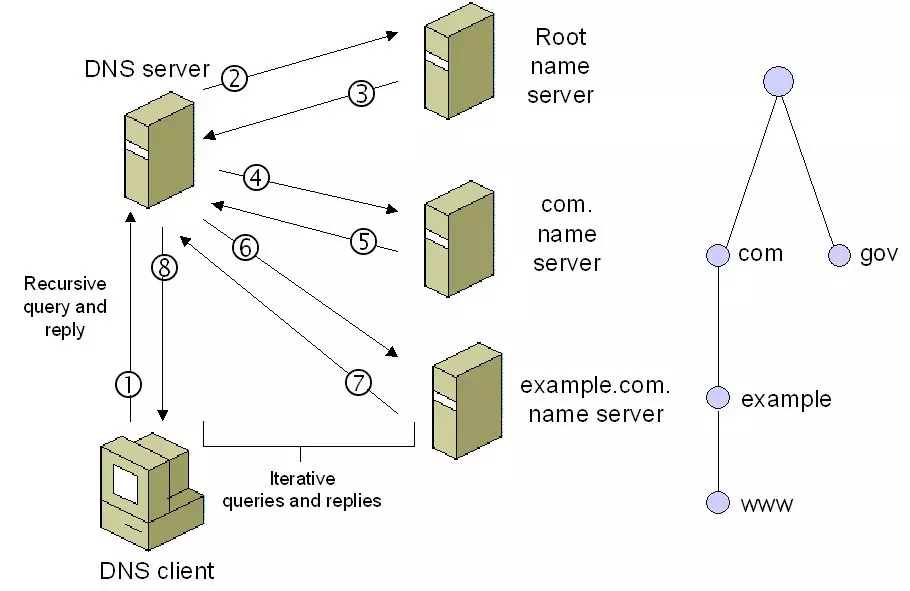 DNS server
②
③
Root
name
server
④
⑤
com.
name
server
⑥
⑧
⑦
①
Recursive
query and
reply
example.com.
name server
Iterative
queries and replies
DNS client
com
gov
example
www